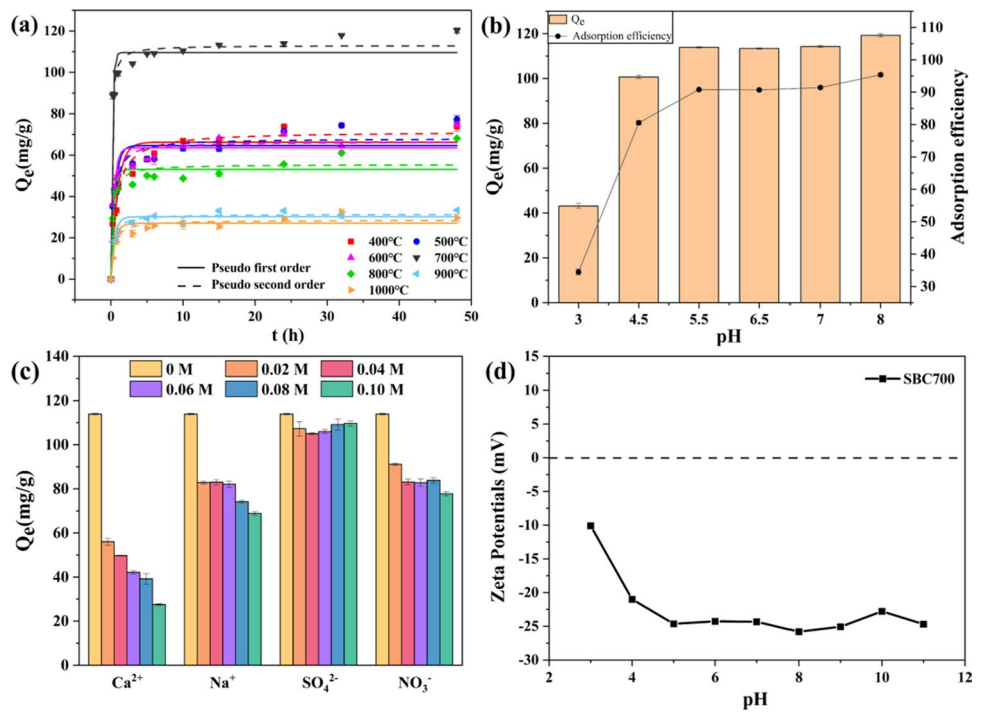 (a)
120
100
80
60
40
20
0
Qe(mg/g)
400℃ 500℃
600℃ 700℃
800℃ 900℃
1000℃
Pseudo first order
Pseudo second order
0 10 20 30 40 50
t (h)
(b)
Qe
Adsorption efficiency
120
100
80
60
40
20
0
Qe(mg/g)
110
100
90
80
70
60
50
40
30
Adsorption efficiency
3 4.5 5.5 6.5 7 8
pH
(c)
0 M 0.02 M 0.04 M
0.06 M 0.08 M 0.10 M
140
120
100
80
60
40
20
0
Qe(mg/g)
Ca²⁺ Na⁺ SO₄²⁻ NO₃⁻
(d)
SBC700
15
10
5
0
-5
-10
-15
-20
-25
-30
Zeta Potentials (mV)
2 4 6 8 10 12
pH